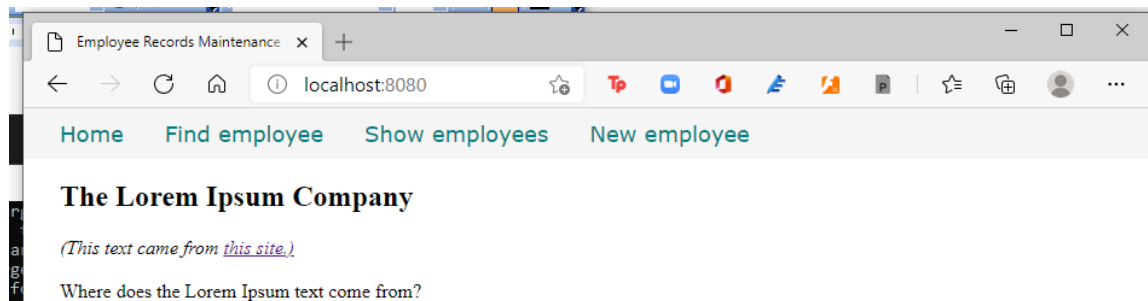 Employee Records Maintenance
localhost:8080
Home Find employee Show employees New employee
The Lorem Ipsum Company
(This text came from this site.)
Where does the Lorem Ipsum text come from?